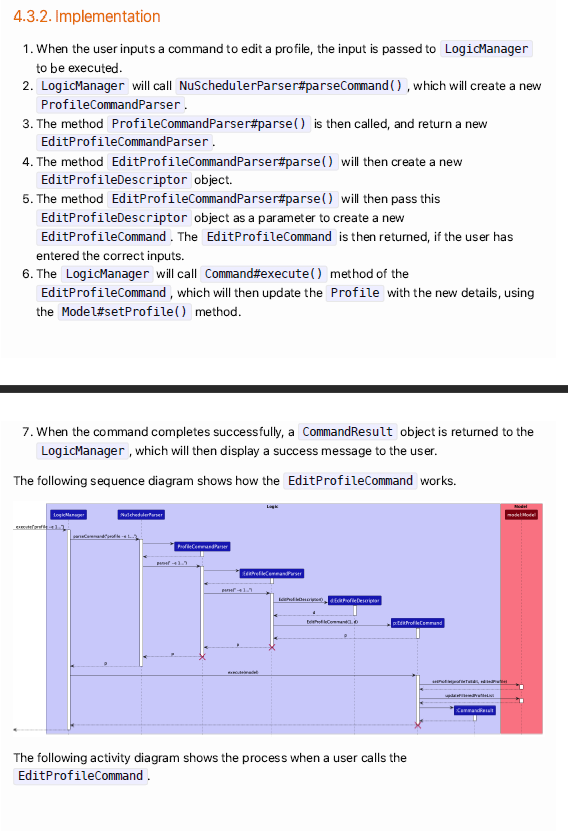 4.3.2. Implementation
1. When the user inputs a command to edit a profile, the input is passed to LogicManager
to be executed.
2. LogicManager will call NuSchedulerParser#parseCommand() , which will create a new
ProfileCommandParser .
3. The method ProfileCommandParser#parse() is then called, and return a new
EditProfileCommandParser .
4. The method EditProfileCommandParser#parse() will then create a new
EditProfileDescriptor object.
5. The method EditProfileCommandParser#parse() will then pass this
EditProfileDescriptor object as a parameter to create a new
EditProfileCommand . The EditProfileCommand is then returned, if the user has
entered the correct inputs.
6. The LogicManager will call Command#execute() method of the
EditProfileCommand , which will then update the Profile with the new details, using
the Model#setProfile() method.
7. When the command completes successfully, a CommandResult object is returned to the
LogicManager , which will then display a success message to the user.
The following sequence diagram shows how the EditProfileCommand works.
Logic
Model
:LogicManager
:NuSchedulerParser
model:Model
execute("profile -e 1...")
parseCommand("profile -e 1...")
:ProfileCommandParser
parse(" -e 1...")
:EditProfileCommandParser
parse(" -e 1...")
EditProfileDescriptor()
d:EditProfileDescriptor
d
EditProfileCommand(1, d)
p:EditProfileCommand
p
p
p
p
execute(model)
setProfile(profileToEdit, editedProfile)
updateFilteredProfileList
:CommandResult
The following activity diagram shows the process when a user calls the
EditProfileCommand .